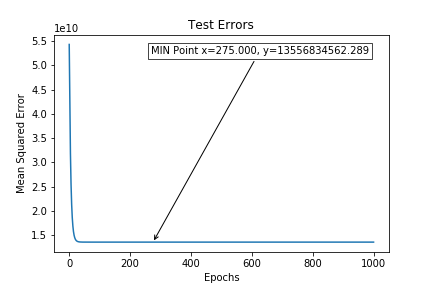 Test Errors
1e10
MIN Point x=275.000, y=13556834562.289
5.5
5.0
4.5
4.0
3.5
3.0
2.5
2.0
1.5
Mean Squared Error
0 200 400 600 800 1000
Epochs